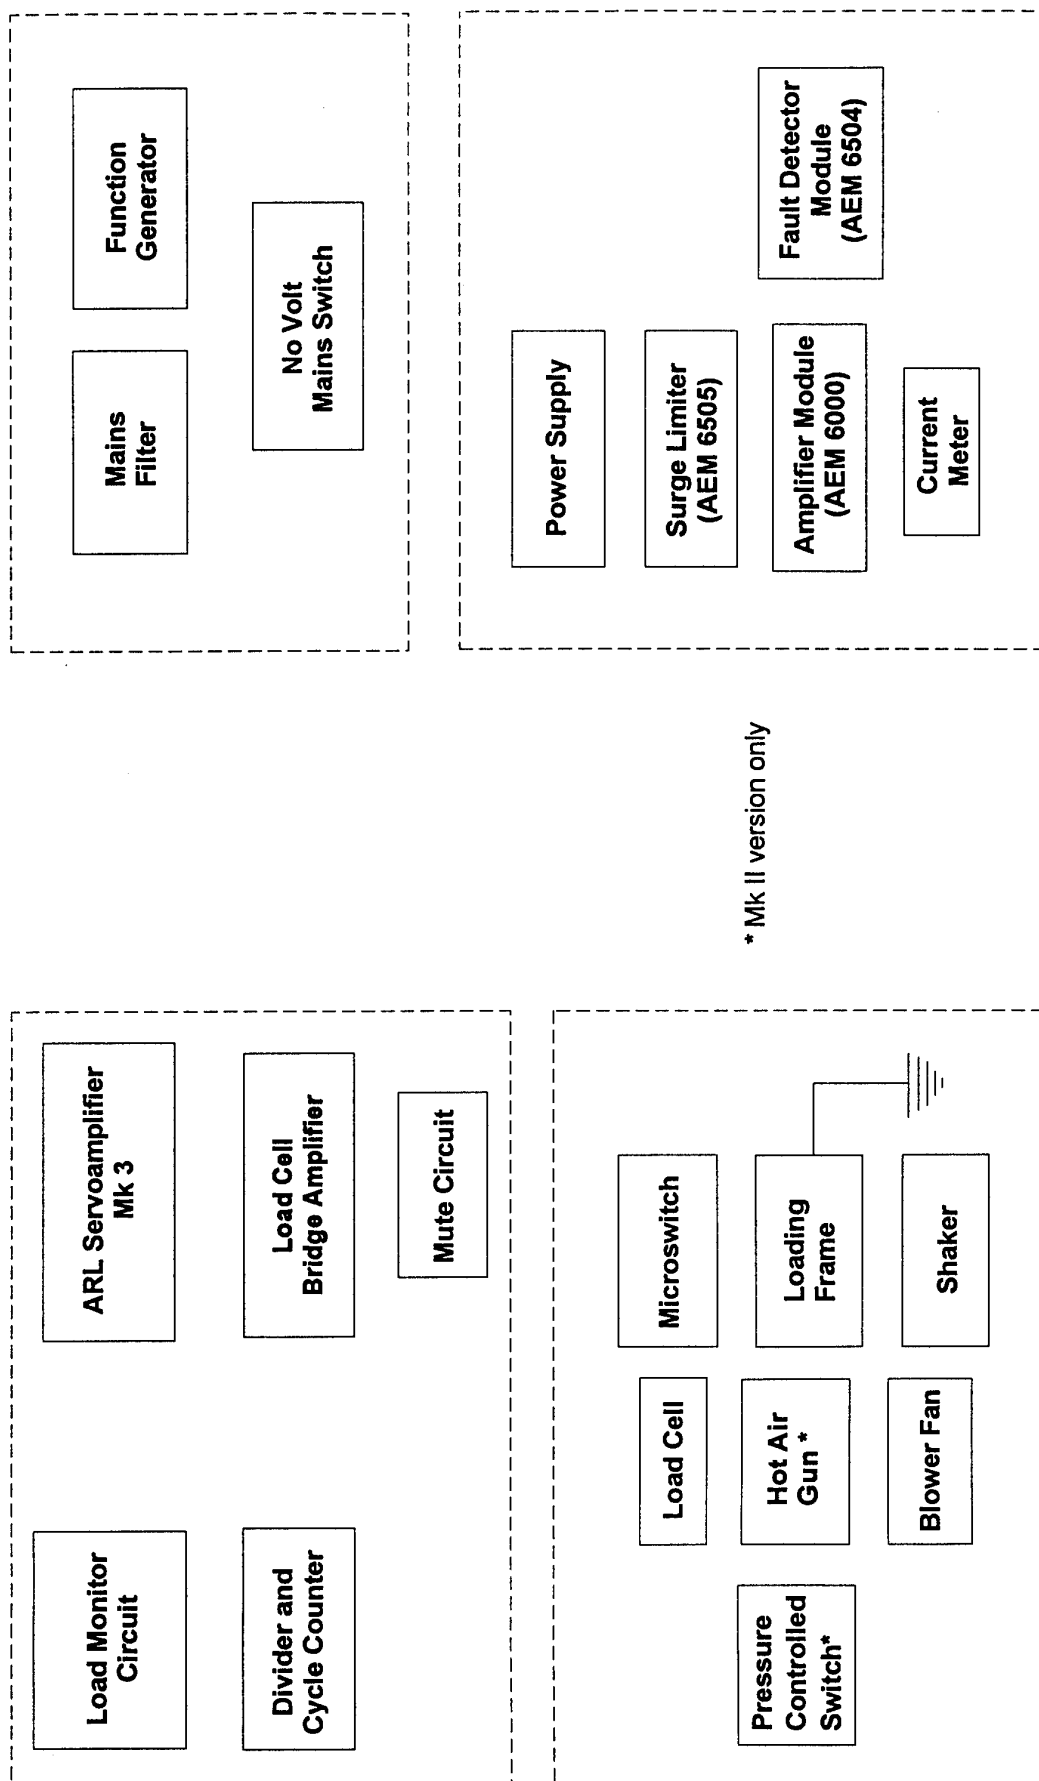 Load Monitor
Circuit
ARL Servoamplifier
Mk 3
Divider and
Cycle Counter
Load Cell
Bridge Amplifier
Mute Circuit
Mains
Filter
Function
Generator
No Volt
Mains Switch
Pressure
Controlled
Switch*
Load Cell
Hot Air
Gun *
Blower Fan
Microswitch
Loading
Frame
Shaker
* Mk II version only
Power Supply
Surge Limiter
(AEM 6505)
Amplifier Module
(AEM 6000)
Current
Meter
Fault Detector
Module
(AEM 6504)